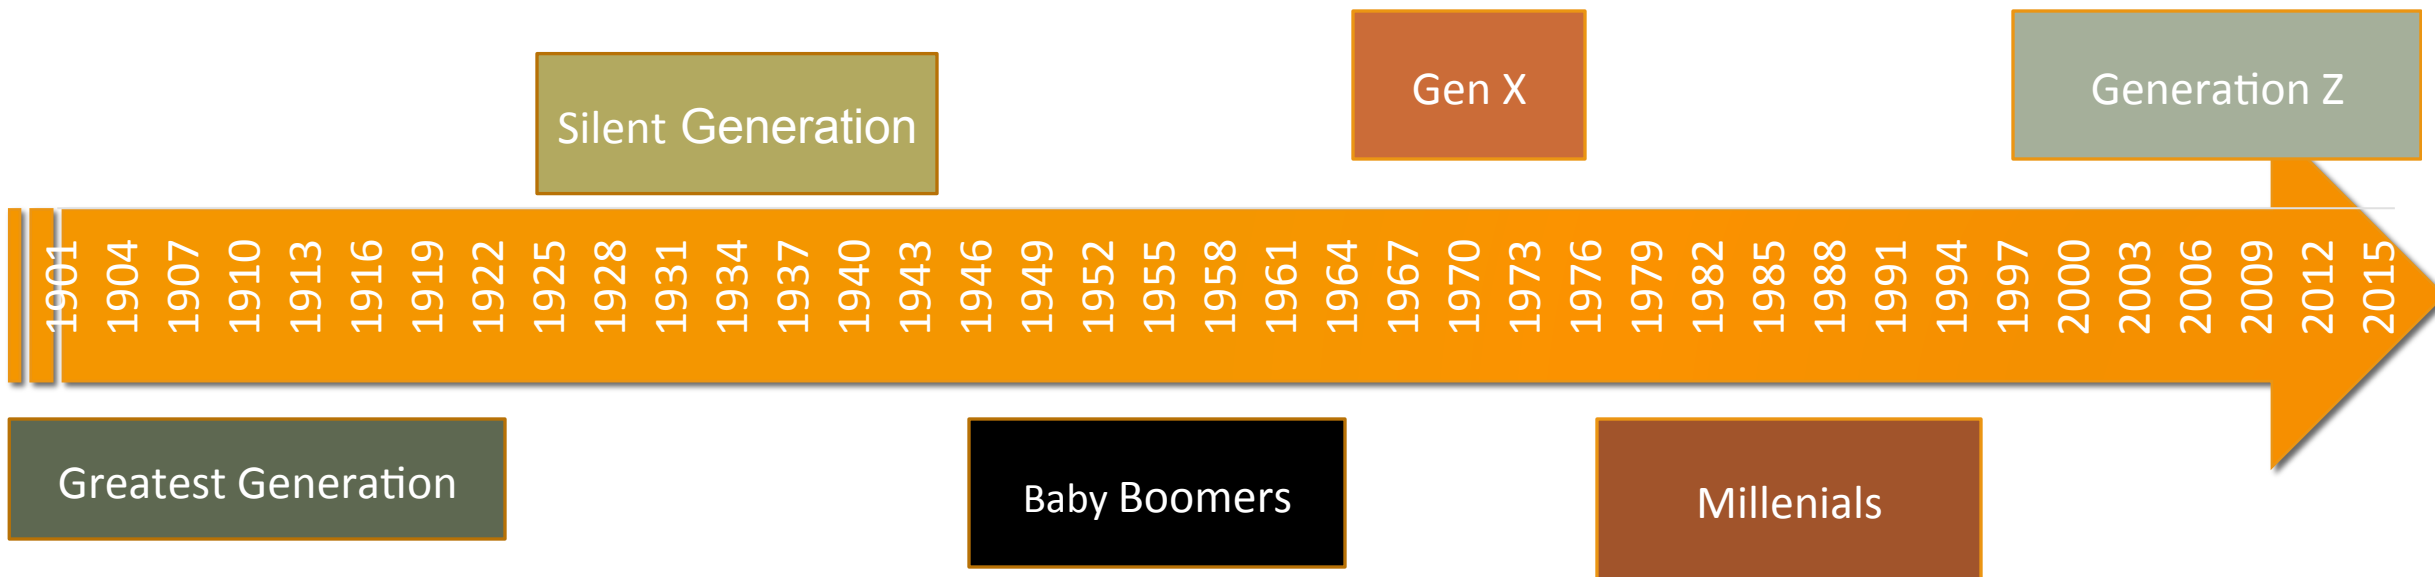 Silent Generation
Gen X
Generation Z
1901 1904 1907 1910 1913 1916 1919 1922 1925 1928 1931 1934 1937 1940 1943 1946 1949 1952 1955 1958 1961 1964 1967 1970 1973 1976 1979 1982 1985 1988 1991 1994 1997 2000 2003 2006 2009 2012 2015
Greatest Generation
Baby Boomers
Millenials